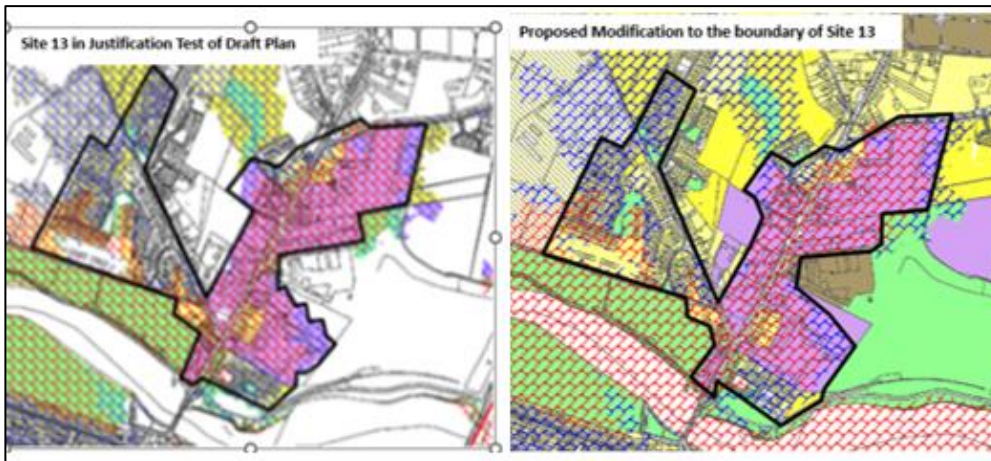 Site 13 in Justification Test of Draft Plan
Proposed Modification to the boundary of Site 13